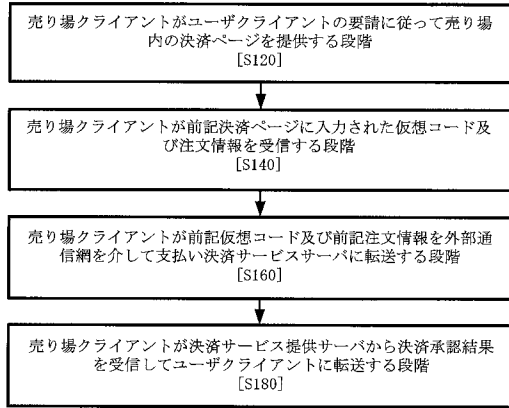 売り場クライアントがユーザクライアントの要請に従って売り場
内の決済ページを提供する段階
[S120]
売り場クライアントが前記決済ページに入力された仮想コード及
び注文情報を受信する段階
[S140]
売り場クライアントが前記仮想コード及び前記注文情報を外部通
信網を介して支払い決済サービスサーバに転送する段階
[S160]
売り場クライアントが決済サービス提供サーバから決済承認結果
を受信してユーザクライアントに転送する段階
[S180]